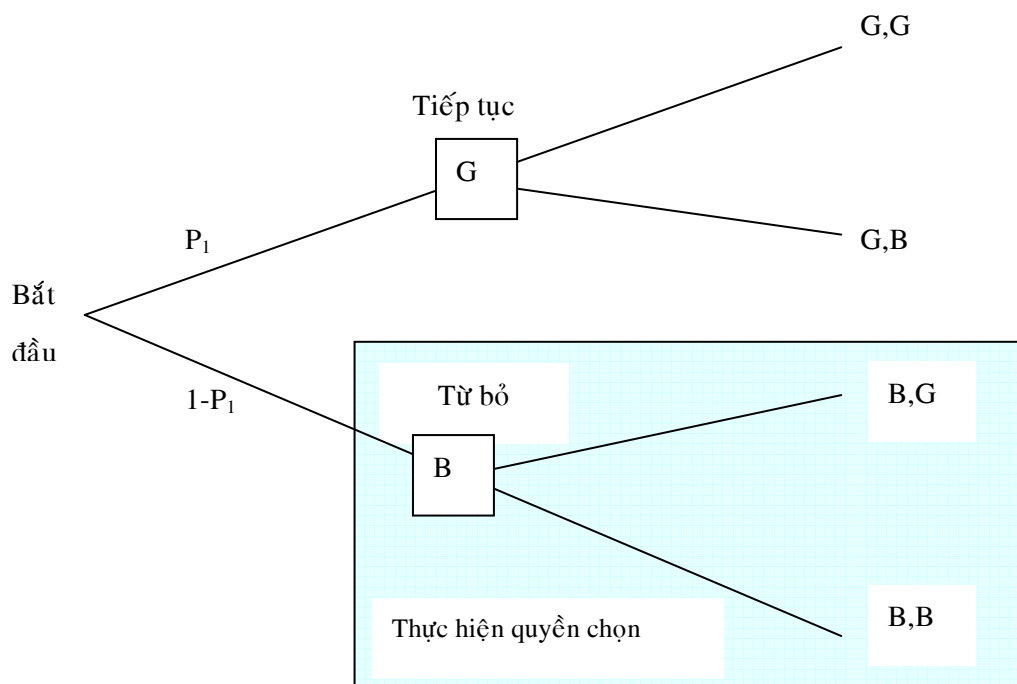 G,G
Tiếp tục
G
P₁
G,B
Bắt
đầu
1-P₁
Từ bỏ
B,G
B
B,B
Thực hiện quyền chọn